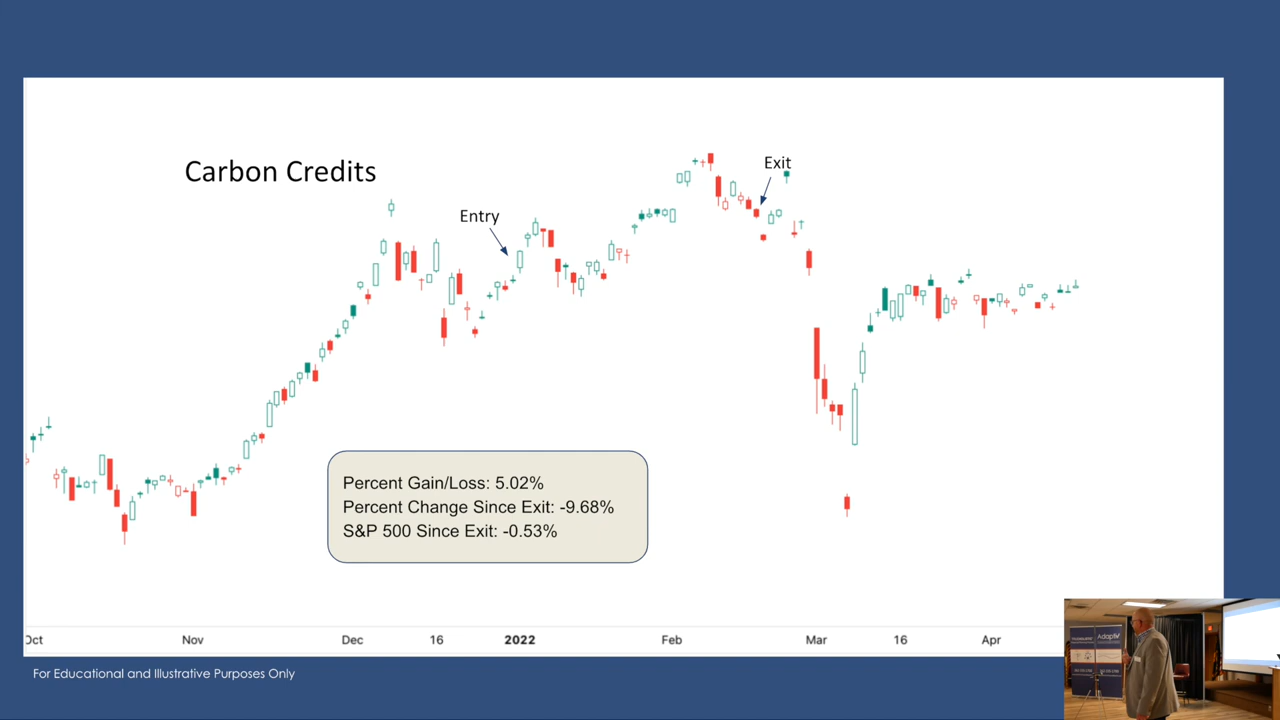 Carbon Credits
Entry
Exit
Percent Gain/Loss: 5.02%
Percent Change Since Exit: -9.68%
S&P 500 Since Exit: -0.53%
Oct Nov Dec 16 2022 Feb Mar 16 Apr
For Educational and Illustrative Purposes Only
Adaptiv